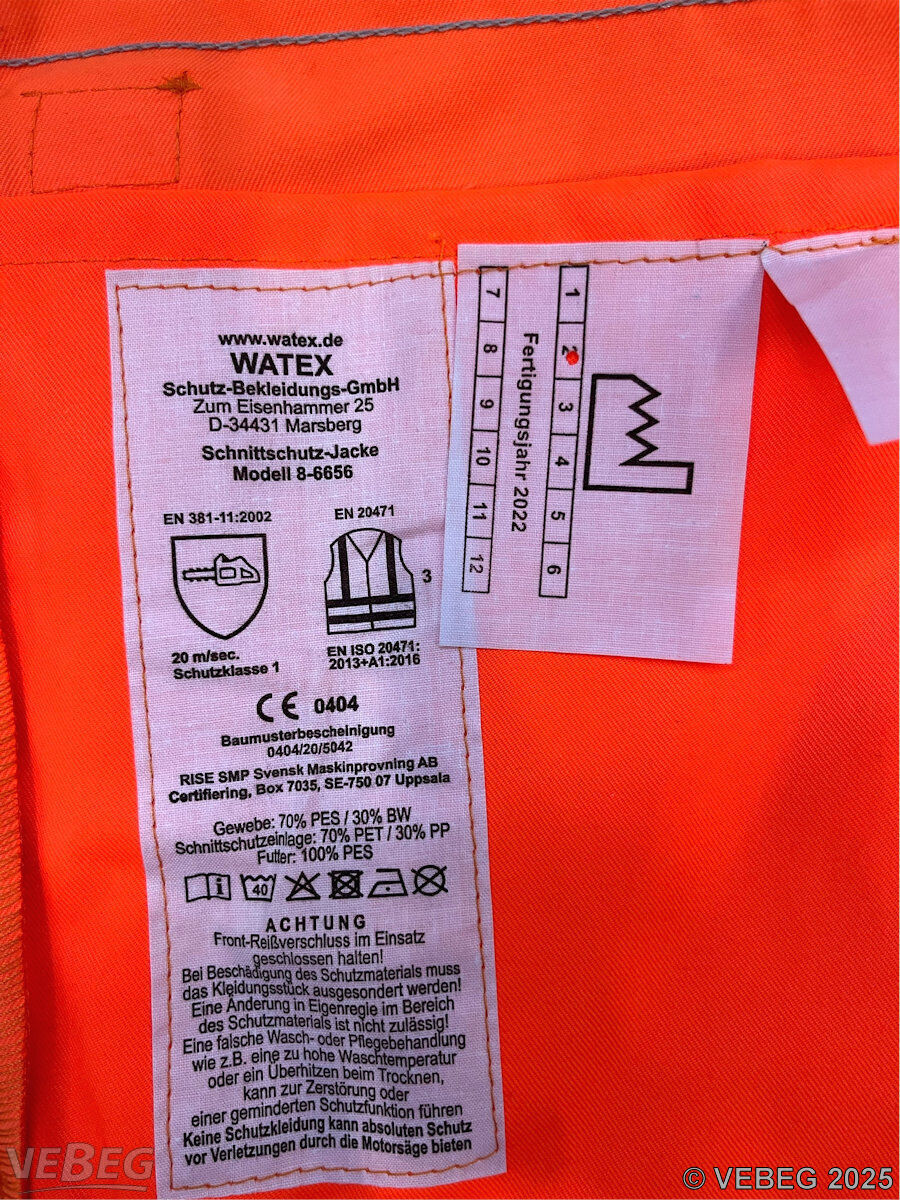 www.watex.de
WATEX
Schutz-Bekleidungs-GmbH
Zum Eisenhammer 25
D-34431 Marsberg
Schnittschutz-Jacke
Modell 8-6656
EN 381-11:2002
EN 20471
3
20 m/sec.
Schutzklasse 1
EN ISO 20471:
2013+A1:2016
CE 0404
Baumusterbescheinigung
0404/20/5042
RISE SMP Svensk Maskinprovning AB
Certifiering, Box 7035, SE-750 07 Uppsala
Gewebe: 70% PES / 30% BW
Schnittschutzeinlage: 70% PET / 30% PP
Futter: 100% PES
i 40
ACHTUNG
Front-Reißverschluss im Einsatz
geschlossen halten!
Bei Beschädigung des Schutzmaterials muss
das Kleidungsstück ausgesondert werden!
Eine Änderung in Eigenregie im Bereich
des Schutzmaterials ist nicht zulässig!
Eine falsche Wasch- oder Pflegebehandlung
wie z.B. eine zu hohe Waschtemperatur
oder ein Überhitzen beim Trocknen,
kann zur Zerstörung oder
einer geminderten Schutzfunktion führen
Keine Schutzkleidung kann absoluten Schutz
vor Verletzungen durch die Motorsäge bieten
1 2 3 4 5 6
Fertigungsjahr 2022
7 8 9 10 11 12
VEBEG
© VEBEG 2025